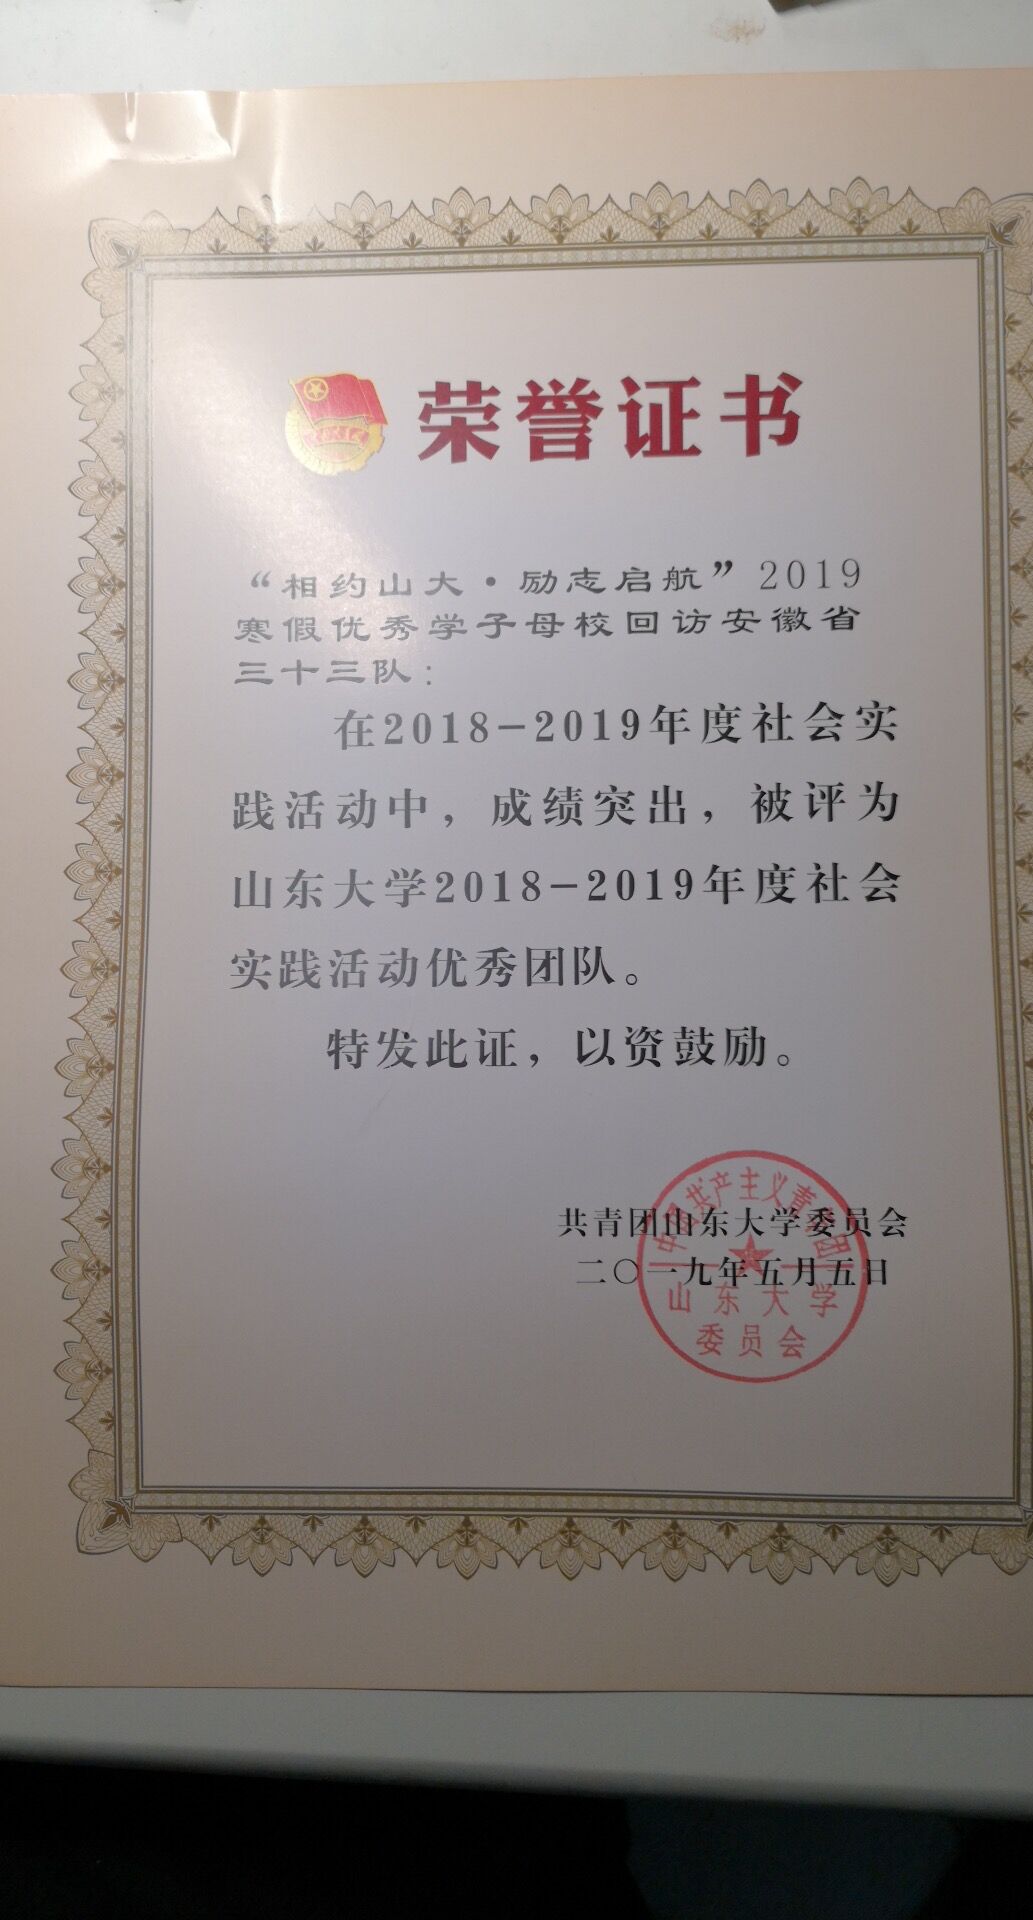 荣誉证书
“相约山大·励志启航”2019
寒假优秀学子母校回访安徽省
三十三队：
在2018-2019年度社会实
践活动中，成绩突出，被评为
山东大学2018-2019年度社会
实践活动优秀团队。
特发此证，以资鼓励。
共青团山东大学委员会
二〇一九年五月五日
中国共产主义青年团
山东大学
委员会